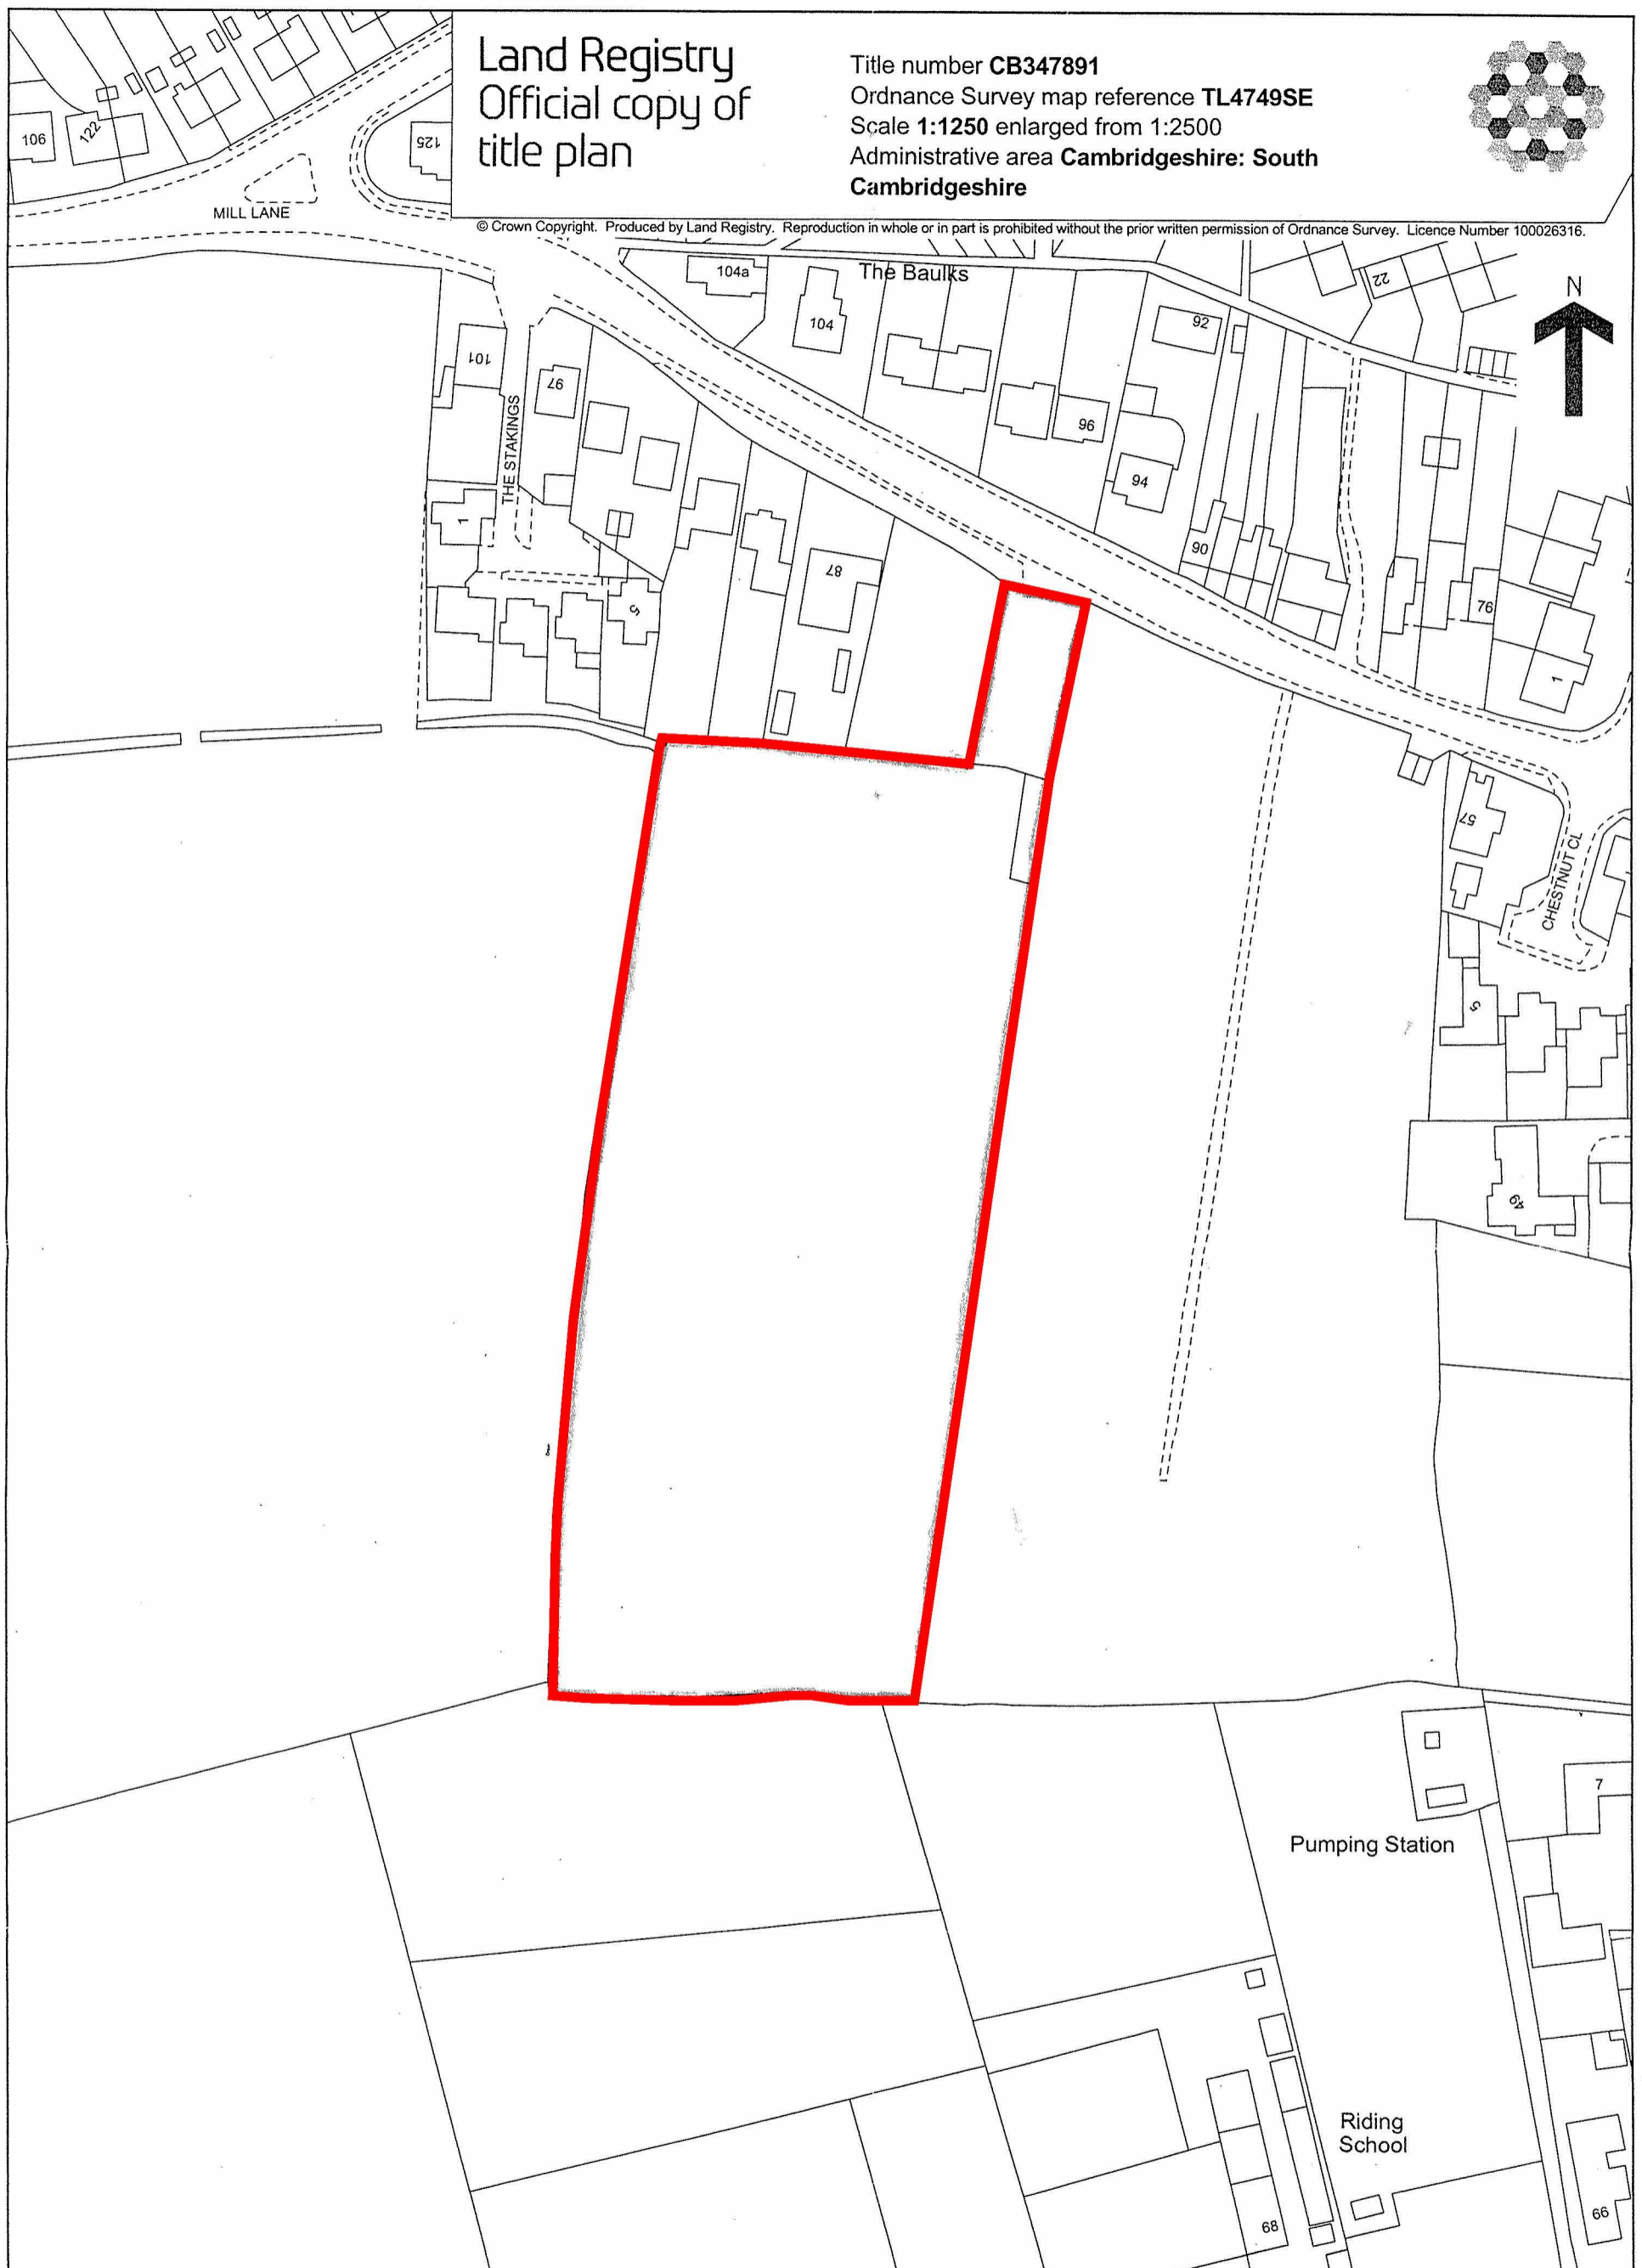 Land Registry
Official copy of
title plan
Title number CB347891
Ordnance Survey map reference TL4749SE
Scale 1:1250 enlarged from 1:2500
Administrative area Cambridgeshire: South
Cambridgeshire
© Crown Copyright. Produced by Land Registry. Reproduction in whole or in part is prohibited without the prior written permission of Ordnance Survey. Licence Number 100026316.
106
122
125
MILL LANE
104a
The Baulks
22
N
104
92
101
97
THE STAKINGS
96
94
1
90
87
5
76
1
57
CHESTNUT CL
5
64
7
Pumping Station
Riding
School
68
66